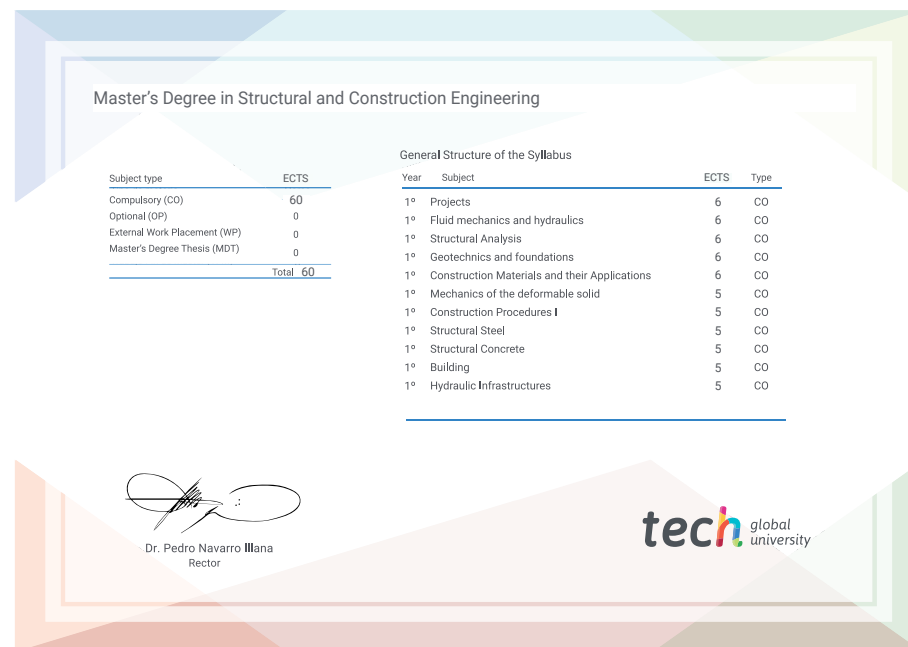 Master's Degree in Structural and Construction Engineering
Subject type ECTS
Compulsory (CO) 60
Optional (OP) 0
External Work Placement (WP) 0
Master's Degree Thesis (MDT) 0
Total 60
General Structure of the Syllabus
Year Subject ECTS Type
1º Projects 6 CO
1º Fluid mechanics and hydraulics 6 CO
1º Structural Analysis 6 CO
1º Geotechnics and foundations 6 CO
1º Construction Materials and their Applications 6 CO
1º Mechanics of the deformable solid 5 CO
1º Construction Procedures I 5 CO
1º Structural Steel 5 CO
1º Structural Concrete 5 CO
1º Building 5 CO
1º Hydraulic Infrastructures 5 CO
Dr. Pedro Navarro Illana
Rector
tech global
university